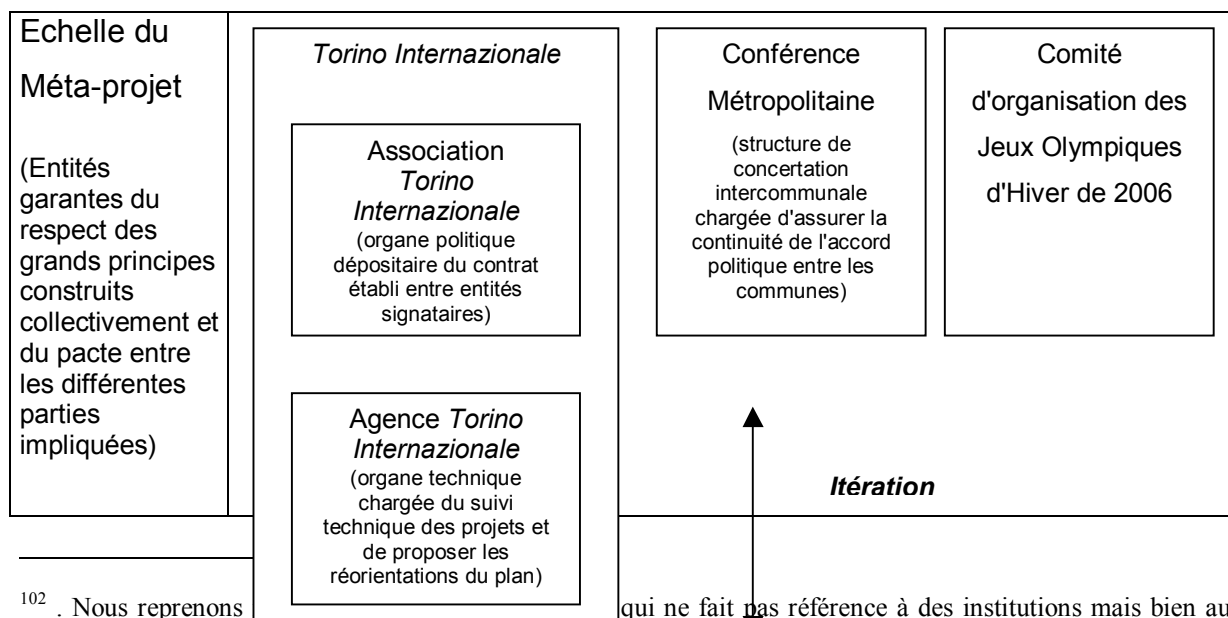 Echelle du
Méta-projet
(Entités
garantes du
respect des
grands principes
construits
collectivement et
du pacte entre
les différentes
parties
impliquées)
Torino Internazionale
Association
Torino
Internazionale
(organe politique
dépositaire du contrat
établi entre entités
signataires)
Agence Torino
Internazionale
(organe technique
chargée du suivi
technique des projets et
de proposer les
réorientations du plan)
Conférence
Métropolitaine
(structure de
concertation
intercommunale
chargée d'assurer la
continuité de l'accord
politique entre les
communes)
Comité
d'organisation des
Jeux Olympiques
d'Hiver de 2006
Itération
102 . Nous reprenons qui ne fait pas référence à des institutions mais bien au